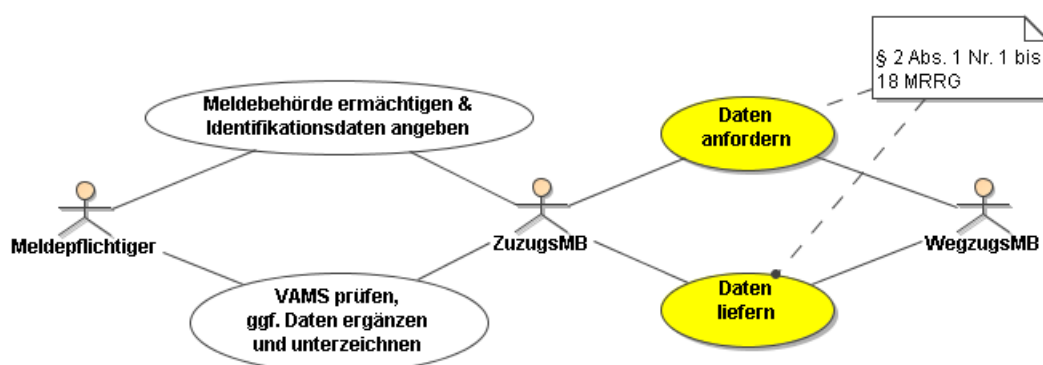 § 2 Abs. 1 Nr. 1 bis
18 MRRG
Meldebehörde ermächtigen &
Identifikationsdaten angeben
Daten
anfordern
Meldepflichtiger
ZuzugsMB
WegzugsMB
VAMS prüfen,
ggf. Daten ergänzen
und unterzeichnen
Daten
liefern